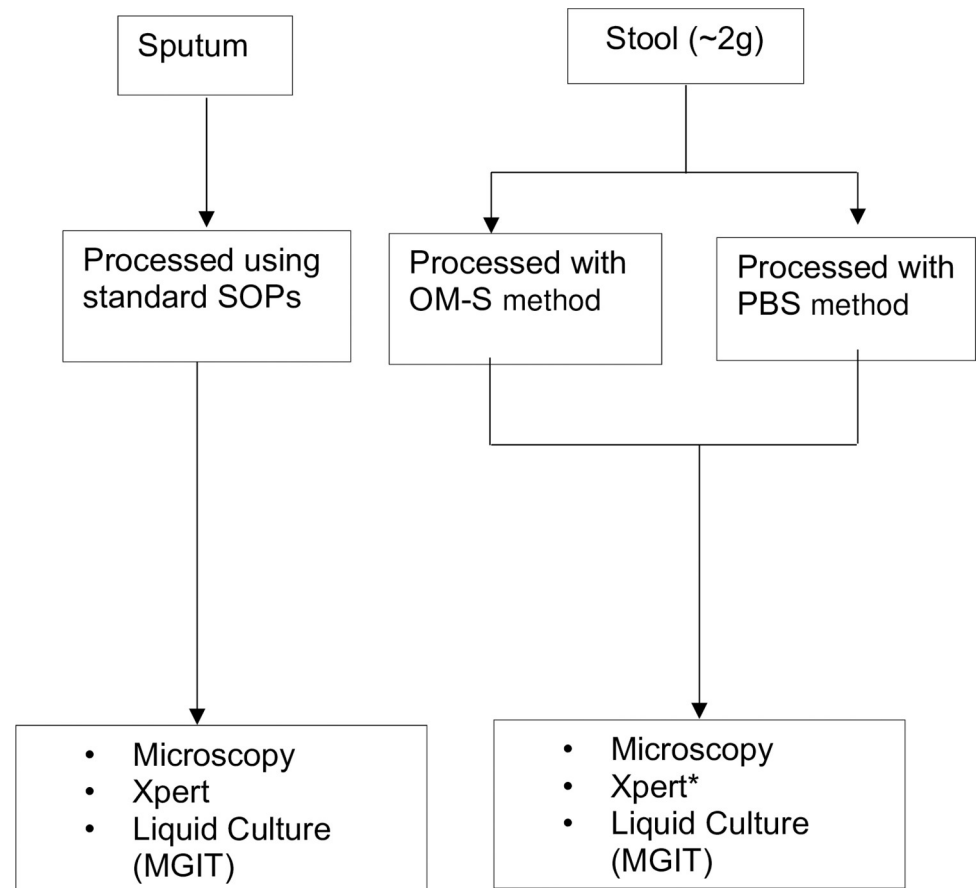 Sputum
Stool (~2g)
Processed using
standard SOPs
Processed with
OM-S method
Processed with
PBS method
• Microscopy
• Xpert
• Liquid Culture
(MGIT)
• Microscopy
• Xpert*
• Liquid Culture
(MGIT)